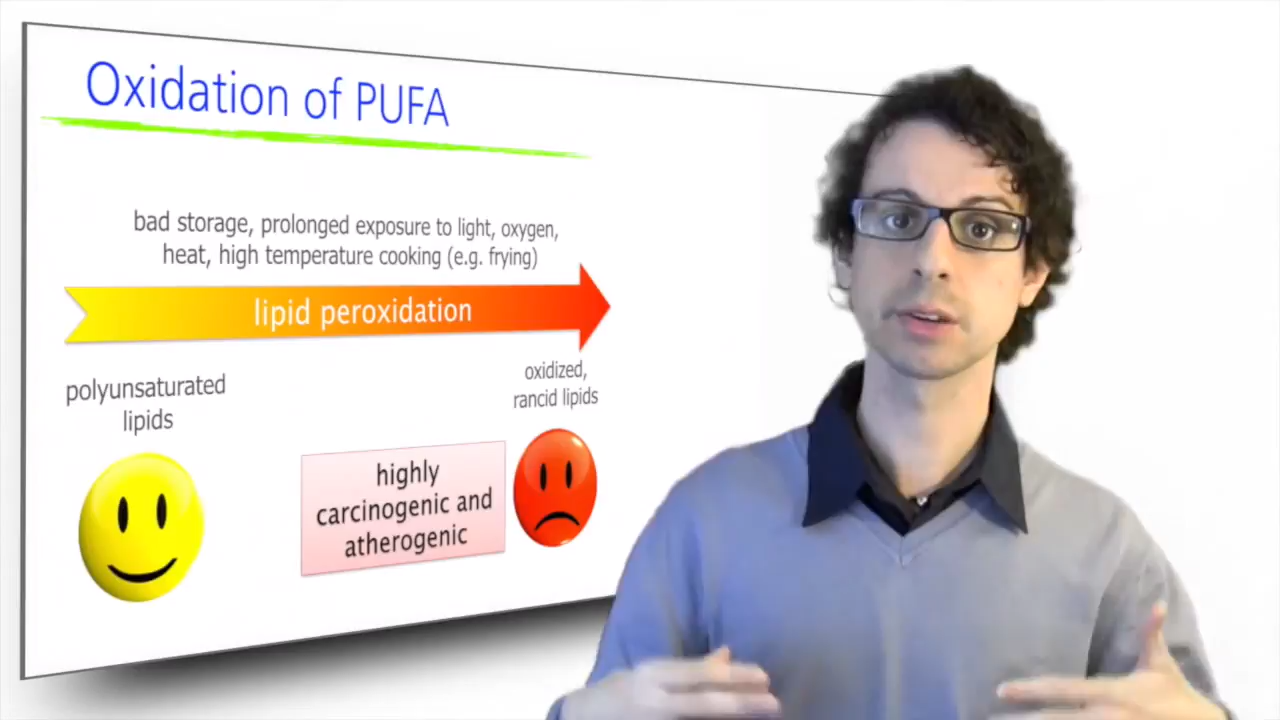 Oxidation of PUFA
bad storage, prolonged exposure to light, oxygen,
heat, high temperature cooking (e.g. frying)
lipid peroxidation
polyunsaturated
lipids
oxidized,
rancid lipids
highly
carcinogenic and
atherogenic